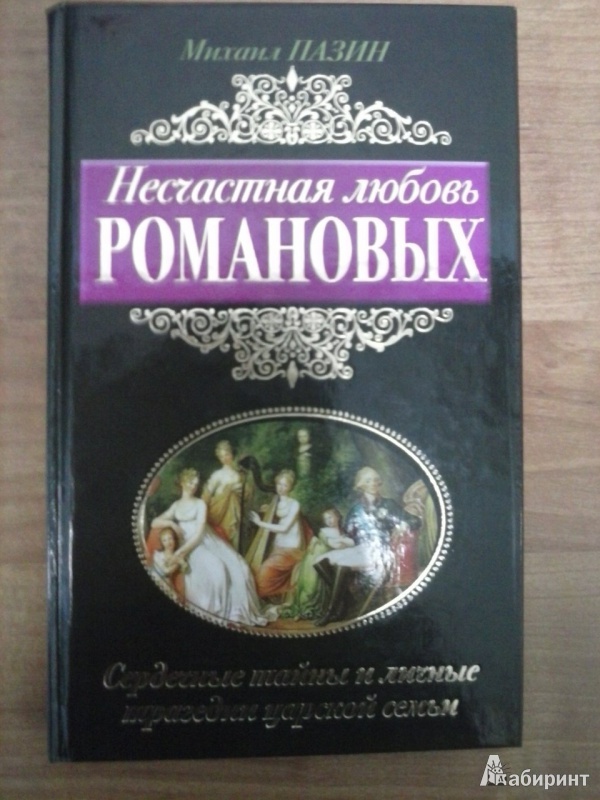 Михаил ПАЗИН
Несчастная любовь
РОМАНОВЫХ
Сердечные тайны и личные
трагедии царской семьи
Лабиринт